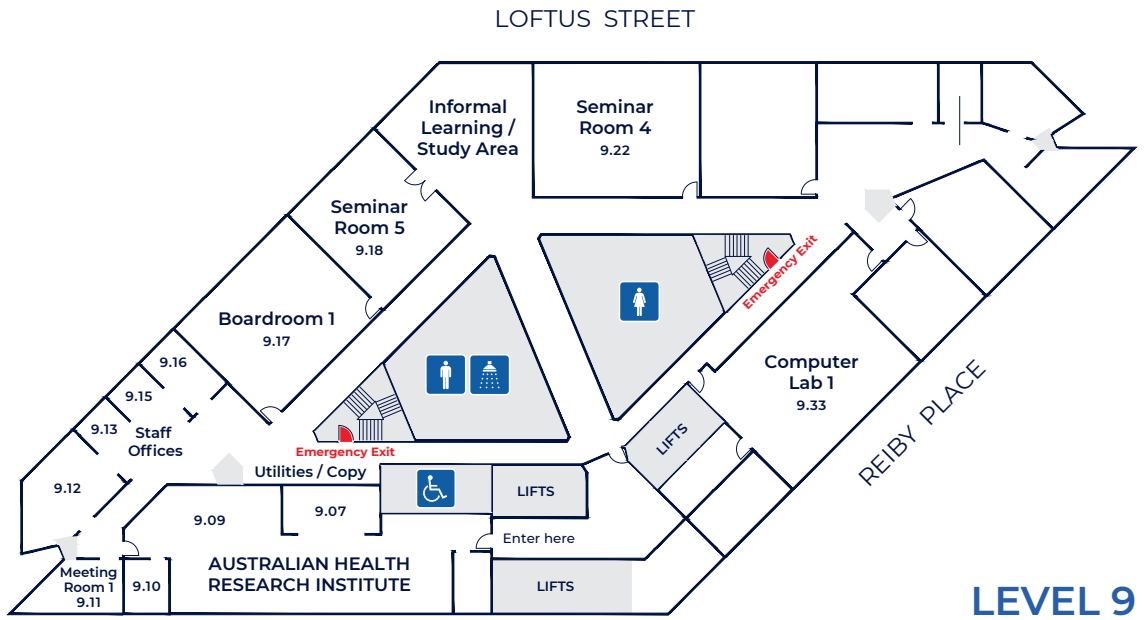 LOFTUS STREET
Informal
Learning /
Study Area
Seminar
Room 4
9.22
Seminar
Room 5
9.18
Emergency Exit
Boardroom 1
9.17
9.16
9.15
9.13
Staff
Offices
Computer
Lab 1
9.33
REIBY PLACE
LIFTS
Emergency Exit
Utilities / Copy
9.12
LIFTS
9.09
9.07
Enter here
AUSTRALIAN HEALTH
RESEARCH INSTITUTE
Meeting
Room 1
9.11
9.10
LIFTS
LEVEL 9